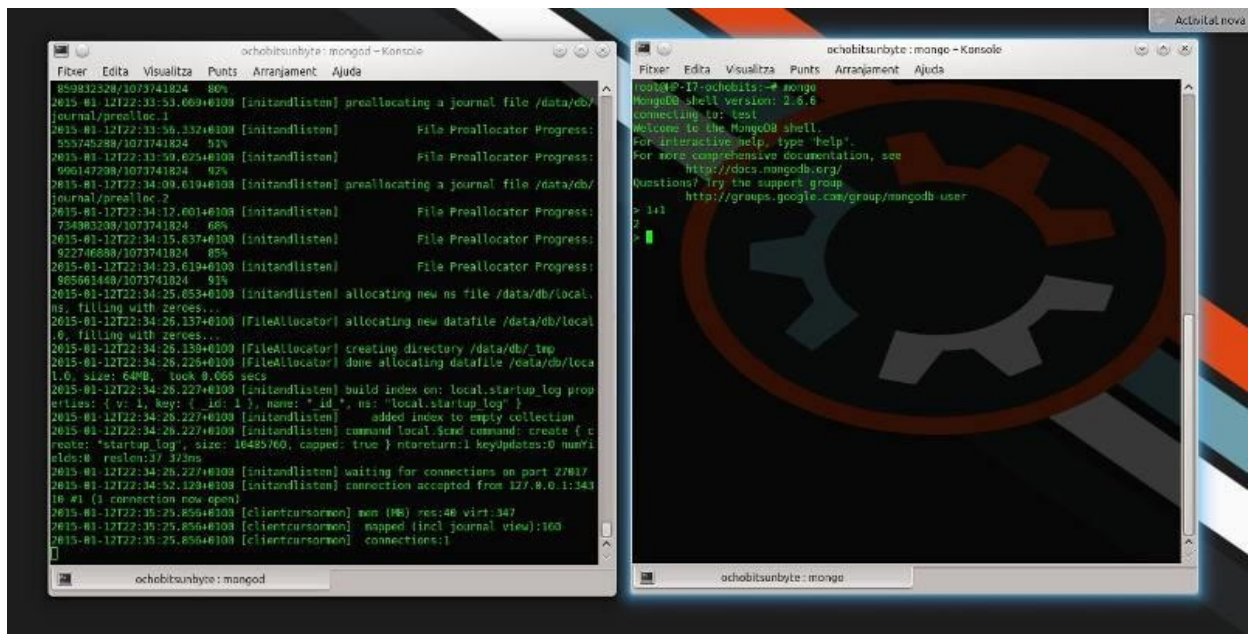 Activitat nova
ochobitsunbyte : mongod – Konsole
Fitxer Edita Visualitza Punts Arranjament Ajuda
859832320/1073741824 80%
2015-01-12T22:33:53.069+0100 [initandlisten] preallocating a journal file /data/db/
journal/prealloc.1
2015-01-12T22:33:56.332+0100 [initandlisten] File Preallocator Progress:
555745280/1073741824 51%
2015-01-12T22:33:59.025+0100 [initandlisten] File Preallocator Progress:
996147200/1073741824 92%
2015-01-12T22:34:09.619+0100 [initandlisten] preallocating a journal file /data/db/
journal/prealloc.2
2015-01-12T22:34:12.001+0100 [initandlisten] File Preallocator Progress:
734003200/1073741824 68%
2015-01-12T22:34:15.837+0100 [initandlisten] File Preallocator Progress:
922746880/1073741824 85%
2015-01-12T22:34:23.619+0100 [initandlisten] File Preallocator Progress:
985661440/1073741824 91%
2015-01-12T22:34:25.853+0100 [initandlisten] allocating new ns file /data/db/local.
ns, filling with zeroes...
2015-01-12T22:34:26.137+0100 [FileAllocator] allocating new datafile /data/db/local
.0, filling with zeroes...
2015-01-12T22:34:26.138+0100 [FileAllocator] creating directory /data/db/_tmp
2015-01-12T22:34:26.226+0100 [FileAllocator] done allocating datafile /data/db/loca
l.0, size: 64MB, took 0.066 secs
2015-01-12T22:34:26.227+0100 [initandlisten] build index on: local.startup_log prop
erties: { v: 1, key: { _id: 1 }, name: "_id_", ns: "local.startup_log" }
2015-01-12T22:34:26.227+0100 [initandlisten] added index to empty collection
2015-01-12T22:34:26.227+0100 [initandlisten] command local.$cmd command: create { c
reate: "startup_log", size: 10485760, capped: true } ntoreturn:1 keyUpdates:0 numYi
elds:0 reslen:37 373ms
2015-01-12T22:34:26.227+0100 [initandlisten] waiting for connections on port 27017
2015-01-12T22:34:52.120+0100 [initandlisten] connection accepted from 127.0.0.1:343
10 #1 (1 connection now open)
2015-01-12T22:35:25.856+0100 [clientcursormon] mem (MB) res:40 virt:347
2015-01-12T22:35:25.856+0100 [clientcursormon] mapped (incl journal view):160
2015-01-12T22:35:25.856+0100 [clientcursormon] connections:1
ochobitsunbyte : mongod
ochobitsunbyte : mongo – Konsole
Fitxer Edita Visualitza Punts Arranjament Ajuda
root@HP-I7-ochobits:~# mongo
MongoDB shell version: 2.6.6
connecting to: test
Welcome to the MongoDB shell.
For interactive help, type "help".
For more comprehensive documentation, see
http://docs.mongodb.org/
Questions? Try the support group
http://groups.google.com/group/mongodb-user
> 1+1
2
>
ochobitsunbyte : mongo